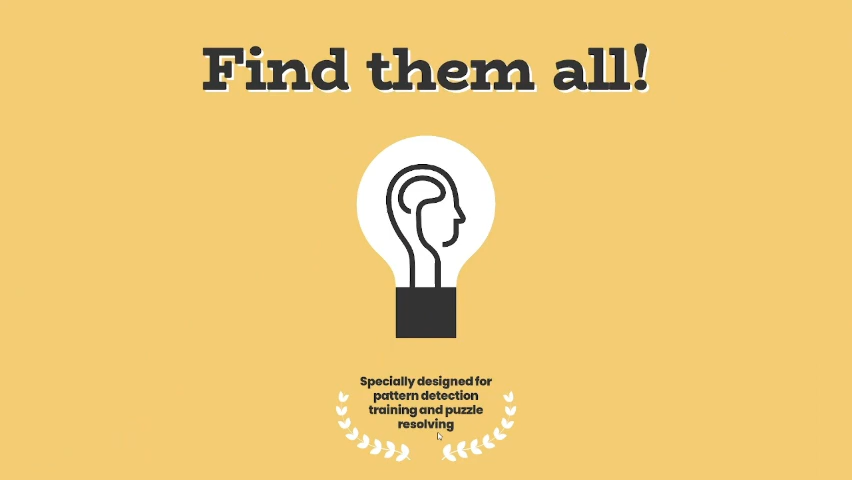 Find them all!
Specially designed for
pattern detection
training and puzzle
resolving